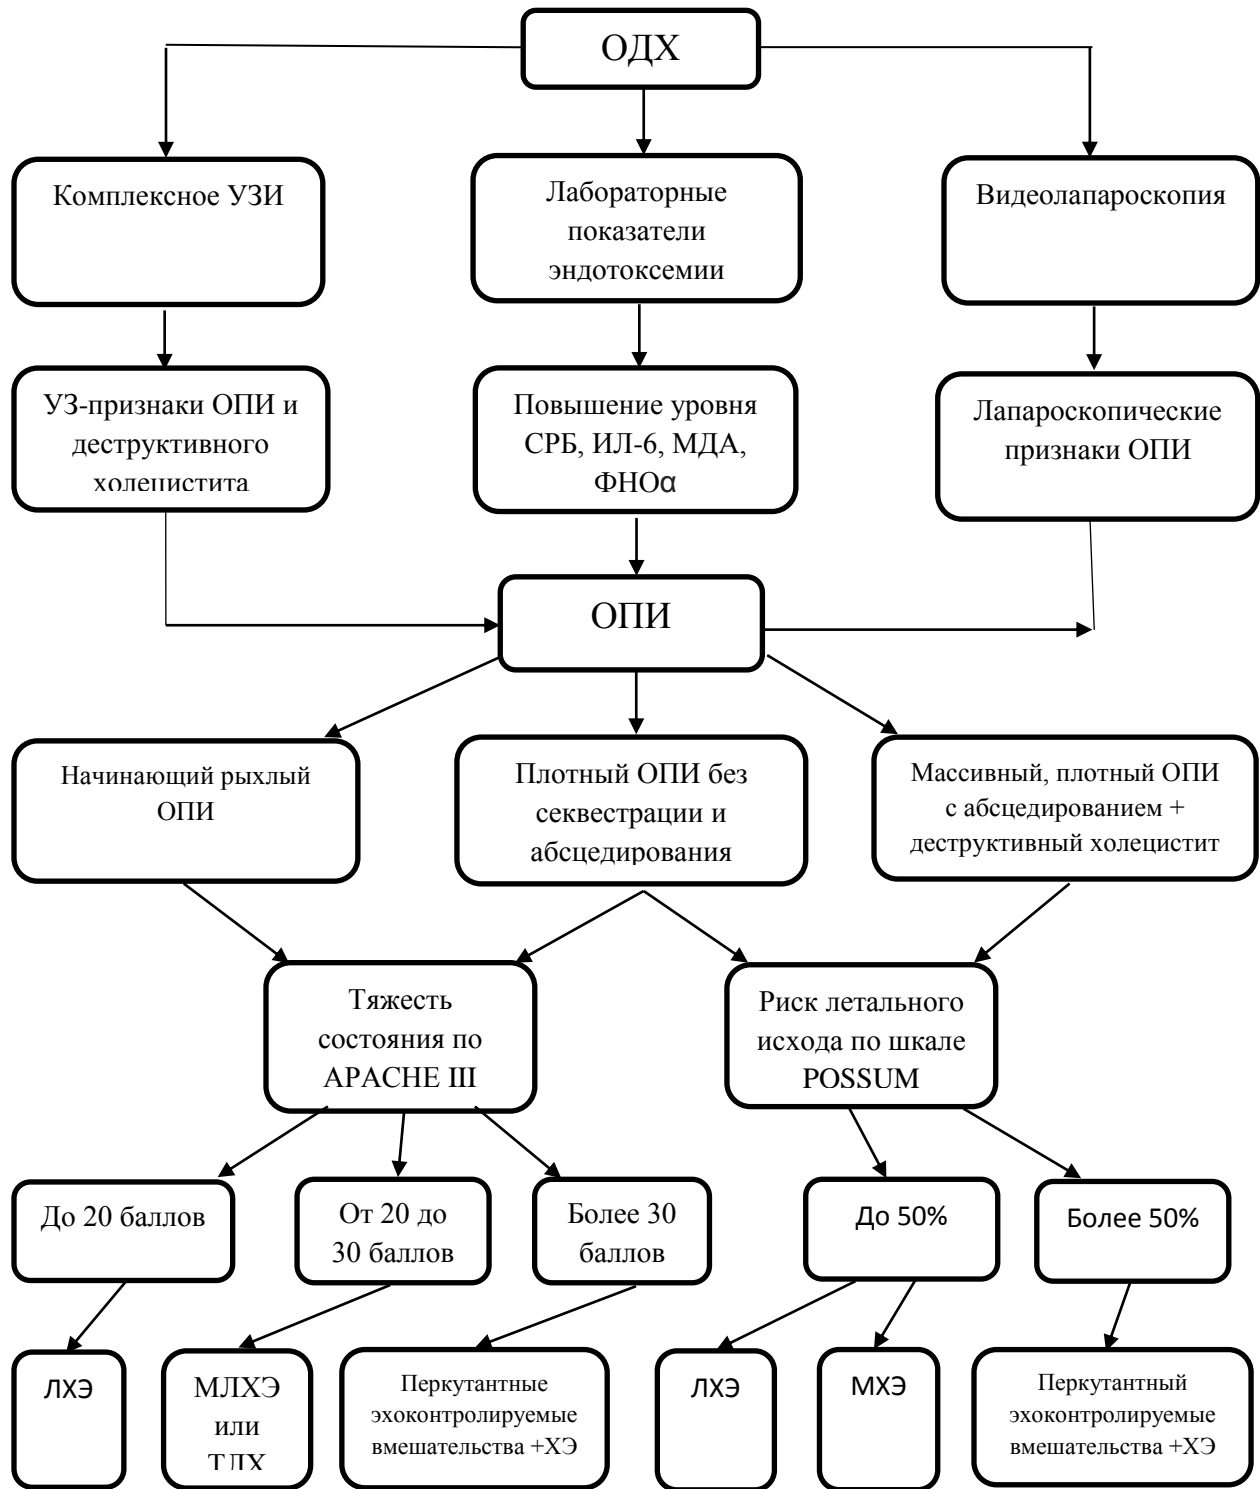 ОДХ
Комплексное УЗИ
Лабораторные
показатели
эндотоксемии
Видеолапароскопия
УЗ-признаки ОПИ и
деструктивного
холецистита
Повышение уровня
СРБ, ИЛ-6, МДА,
ФНОα
Лапароскопические
признаки ОПИ
ОПИ
Начинающий рыхлый
ОПИ
Плотный ОПИ без
секвестрации и
абсцедирования
Массивный, плотный ОПИ
с абсцедированием +
деструктивный холецистит
Тяжесть
состояния по
APACHE III
Риск летального
исхода по шкале
POSSUM
До 20 баллов
От 20 до
30 баллов
Более 30
баллов
До 50%
Более 50%
ЛХЭ
МЛХЭ
или
ТЛХ
Перкутантные
эхоконтролируемые
вмешательства +ХЭ
ЛХЭ
МХЭ
Перкутантный
эхоконтролируемые
вмешательства +ХЭ